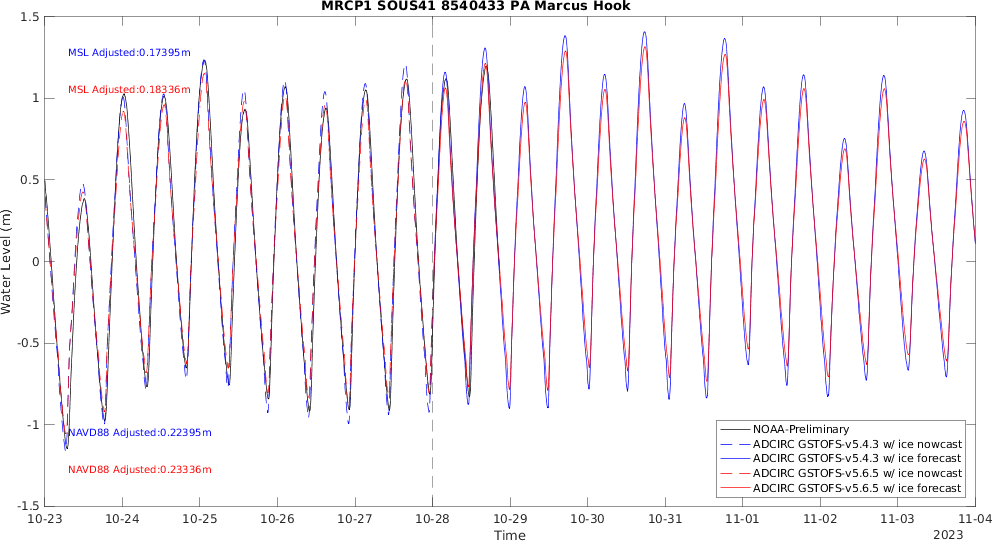 MRCP1 SOUS41 8540433 PA Marcus Hook
1.5
MSL Adjusted:0.17395m
1
MSL Adjusted:0.18336m
0.5
0
Water Level (m)
-0.5
-1
NAVD88 Adjusted:0.22395m
NAVD88 Adjusted:0.23336m
-1.5
NOAA-Preliminary
ADCIRC GSTOFS-v5.4.3 w/ ice nowcast
ADCIRC GSTOFS-v5.4.3 w/ ice forecast
ADCIRC GSTOFS-v5.6.5 w/ ice nowcast
ADCIRC GSTOFS-v5.6.5 w/ ice forecast
10-23 10-24 10-25 10-26 10-27 10-28 10-29 10-30 10-31 11-01 11-02 11-03 11-04
Time
2023